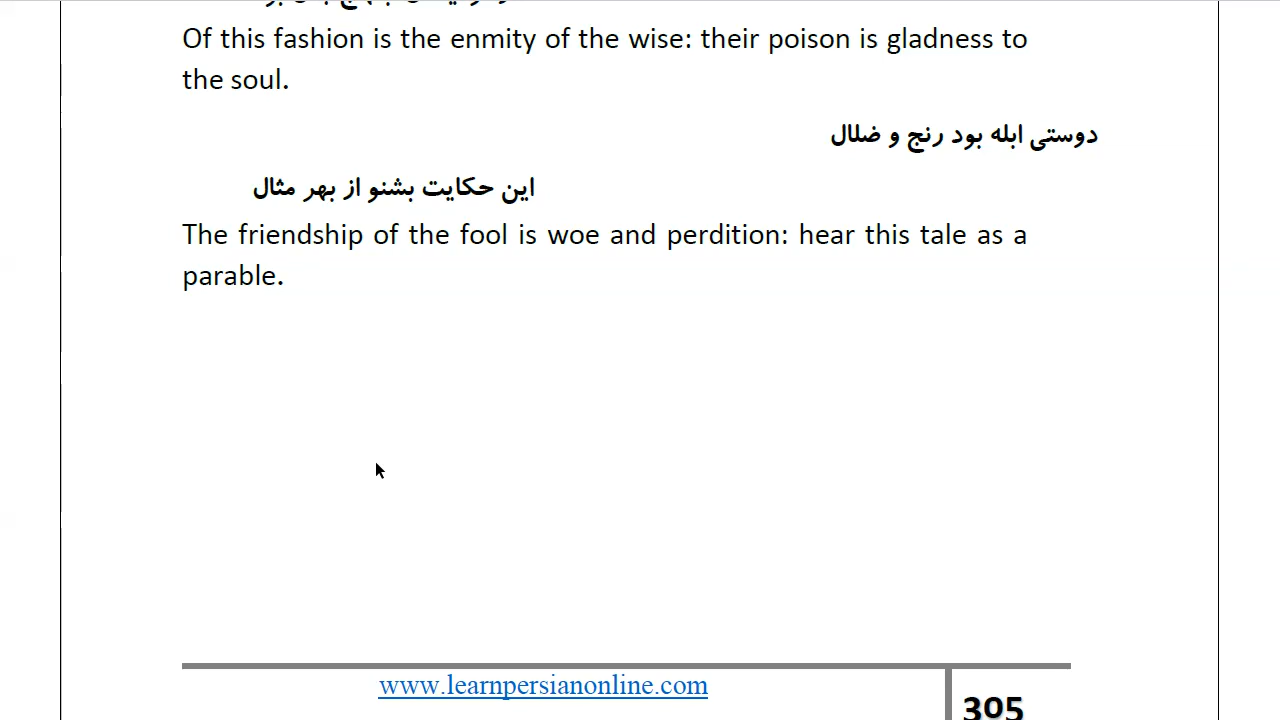 Of this fashion is the enmity of the wise: their poison is gladness to
the soul.
دوستی ابله بود رنج و ضلال
این حکایت بشنو از بهر مثال
The friendship of the fool is woe and perdition: hear this tale as a
parable.
www.learnpersianonline.com
305